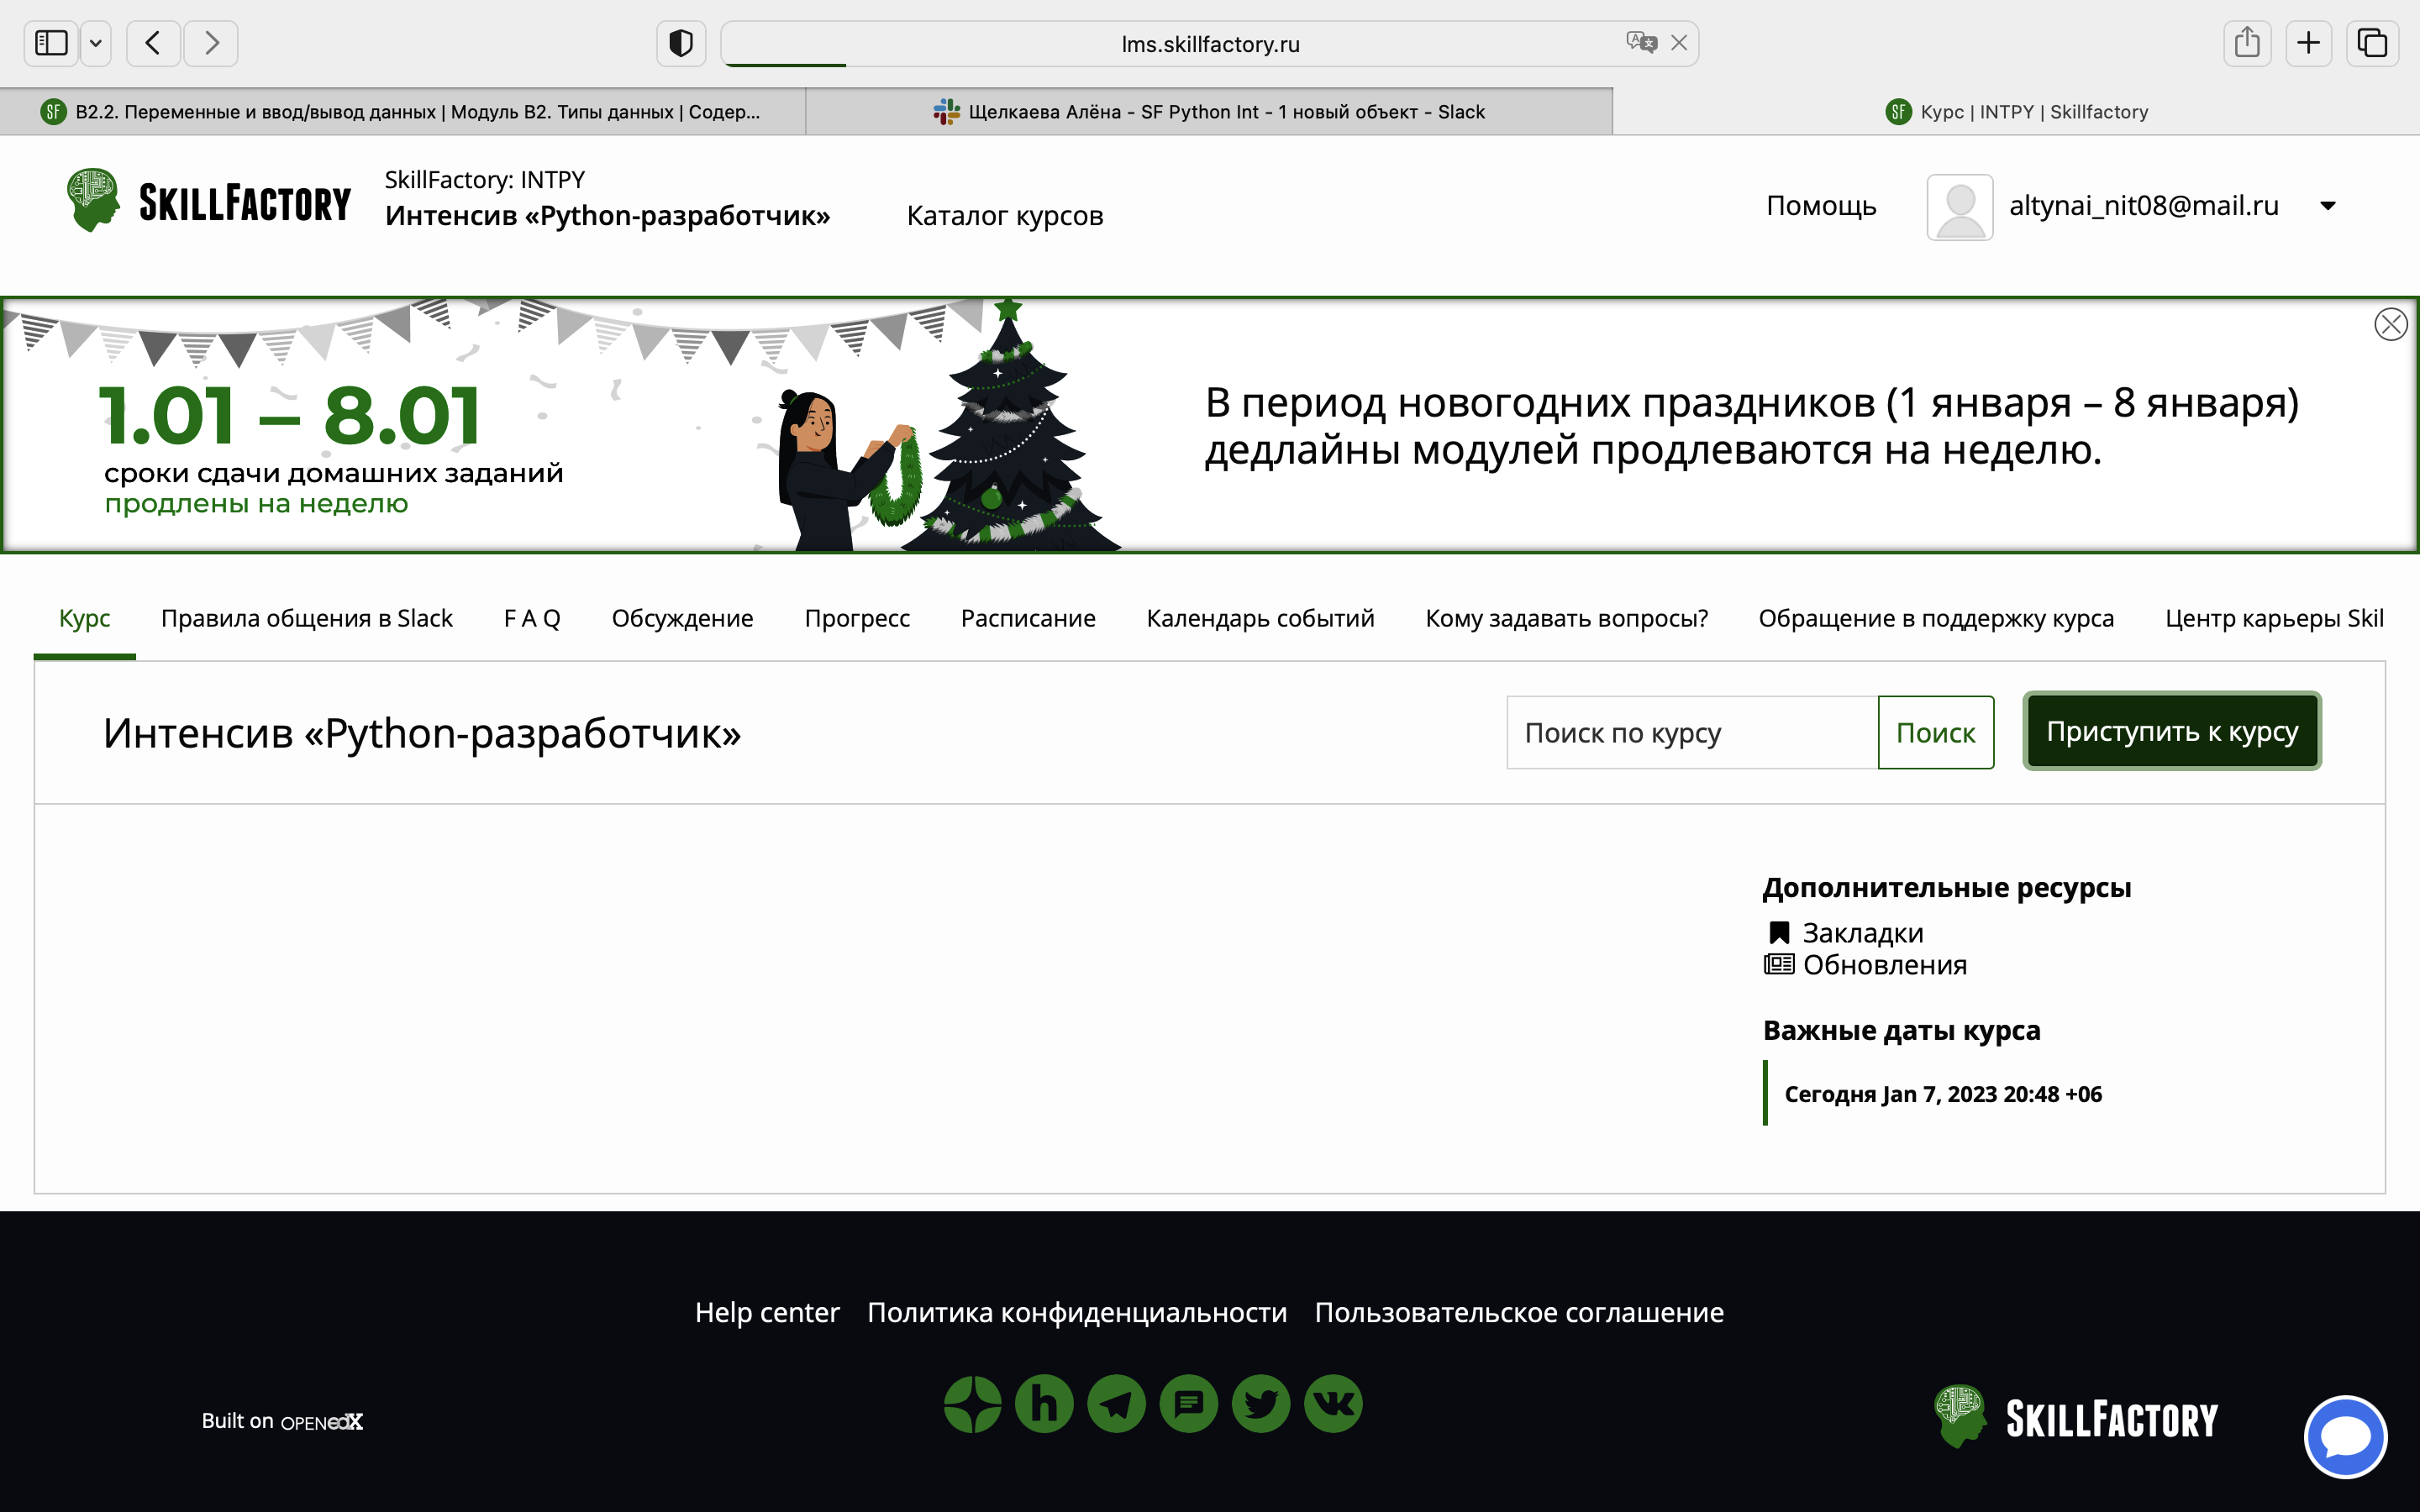 lms.skillfactory.ru
B2.2. Переменные и ввод/вывод данных | Модуль B2. Типы данных | Содер...
Щелкаева Алёна - SF Python Int - 1 новый объект - Slack
Курс | INTPY | Skillfactory
SKILLFACTORY
SkillFactory: INTPY
Интенсив «Python-разработчик»
Каталог курсов
Помощь
altynai_nit08@mail.ru
1.01 – 8.01
сроки сдачи домашних заданий
продлены на неделю
В период новогодних праздников (1 января – 8 января)
дедлайны модулей продлеваются на неделю.
Курс Правила общения в Slack F A Q Обсуждение Прогресс Расписание Календарь событий Кому задавать вопросы? Обращение в поддержку курса Центр карьеры Skil
Интенсив «Python-разработчик»
Поиск по курсу
Поиск
Приступить к курсу
Дополнительные ресурсы
Закладки
Обновления
Важные даты курса
Сегодня Jan 7, 2023 20:48 +06
Help center Политика конфиденциальности Пользовательское соглашение
Built on OPENedX
SKILLFACTORY